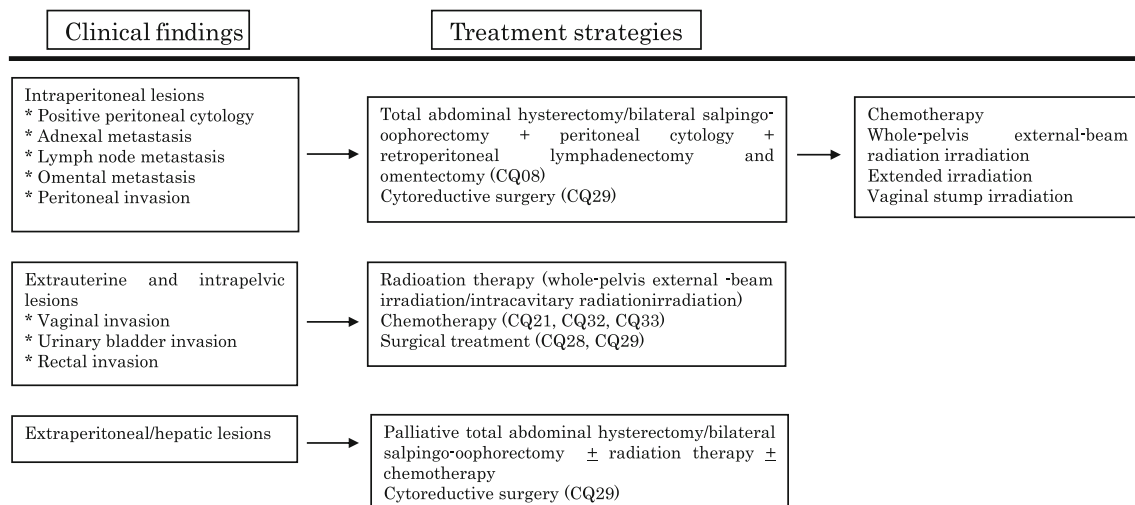 Clinical findings
Treatment strategies
Intraperitoneal lesions
* Positive peritoneal cytology
* Adnexal metastasis
* Lymph node metastasis
* Omental metastasis
* Peritoneal invasion
Total abdominal hysterectomy/bilateral salpingo-
oophorectomy + peritoneal cytology +
retroperitoneal lymphadenectomy and
omentectomy (CQ08)
Cytoreductive surgery (CQ29)
Chemotherapy
Whole-pelvis external-beam
radiation irradiation
Extended irradiation
Vaginal stump irradiation
Extrauterine and intrapelvic
lesions
* Vaginal invasion
* Urinary bladder invasion
* Rectal invasion
Radioation therapy (whole-pelvis external -beam
irradiation/intracavitary radiationirradiation)
Chemotherapy (CQ21, CQ32, CQ33)
Surgical treatment (CQ28, CQ29)
Extraperitoneal/hepatic lesions
Palliative total abdominal hysterectomy/bilateral
salpingo-oophorectomy ± radiation therapy ±
chemotherapy
Cytoreductive surgery (CQ29)